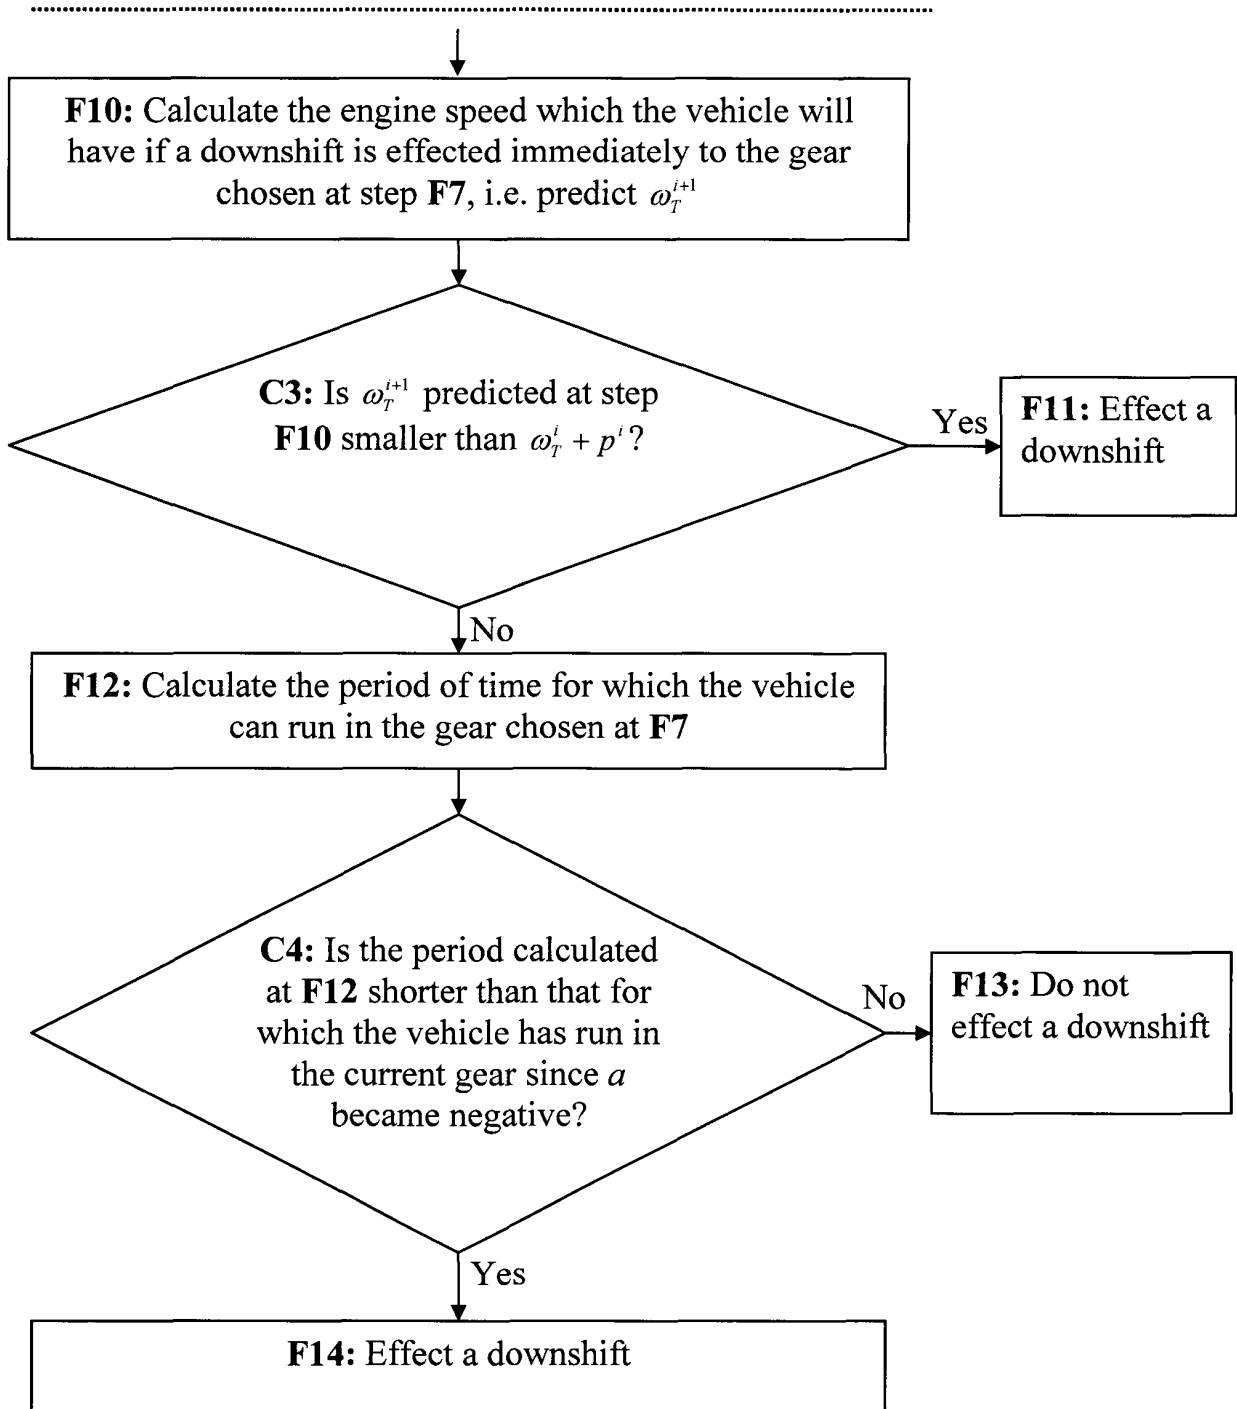 F10: Calculate the engine speed which the vehicle will
have if a downshift is effected immediately to the gear
chosen at step F7, i.e. predict ω_T^{i+1}
C3: Is ω_T^{i+1} predicted at step
F10 smaller than ω_T^i + p^i?
Yes
F11: Effect a
downshift
No
F12: Calculate the period of time for which the vehicle
can run in the gear chosen at F7
C4: Is the period calculated
at F12 shorter than that for
which the vehicle has run in
the current gear since a
became negative?
No
F13: Do not
effect a downshift
Yes
F14: Effect a downshift